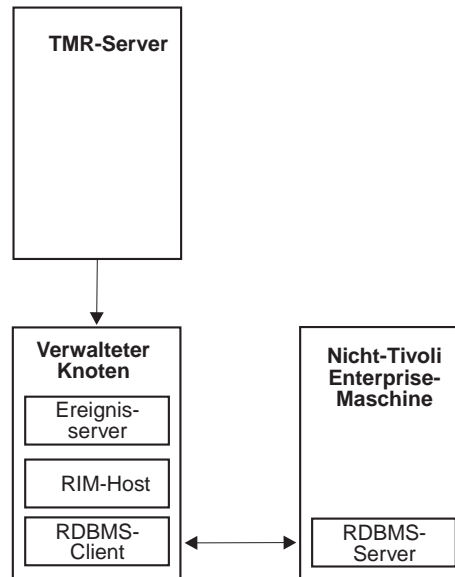 TMR-Server
Verwalteter
Knoten
Ereignis-
server
RIM-Host
RDBMS-
Client
Nicht-Tivoli
Enterprise-
Maschine
RDBMS-
Server